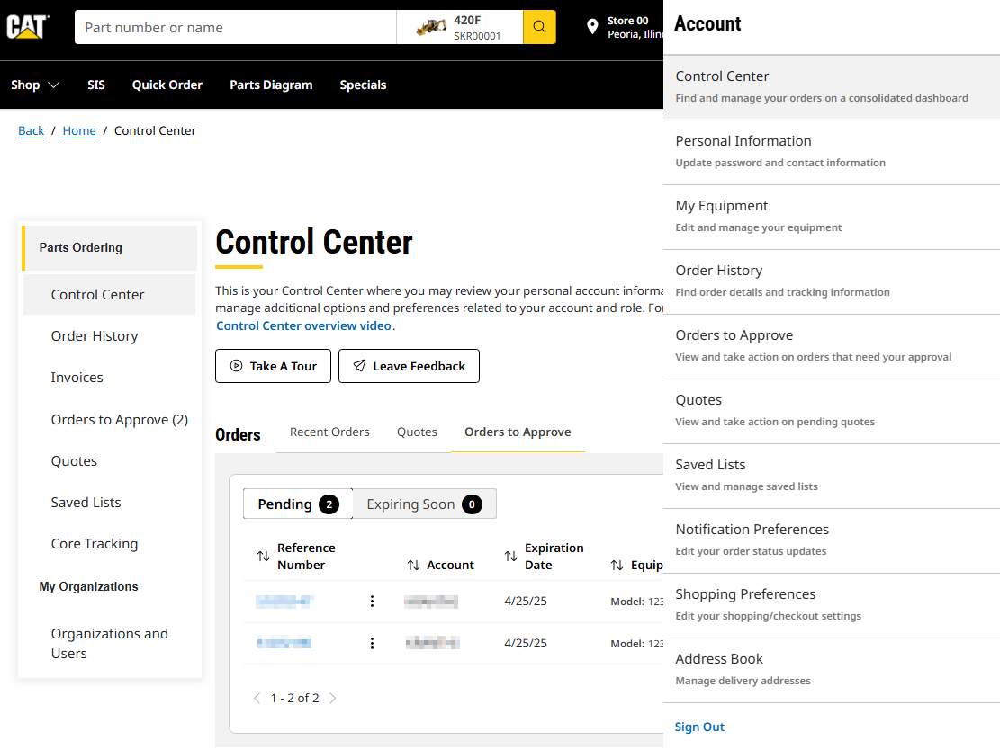 CAT
Part number or name
420F
SKR00001
Store 00
Peoria,
Shop
SIS
Quick Order
Parts Diagram
Specials
Back / Home / Control Center
Parts Ordering
Control Center
Order History
Invoices
Orders to Approve (2)
Quotes
Saved Lists
Core Tracking
My Organizations
Organizations and
Users
Control Center
This is your Control Center where you may review your personal account
manage additional options and preferences related to your account and role.
Control Center overview video.
Take A Tour
Leave Feedback
Orders
Recent Orders
Quotes
Orders to Approve
Pending 2
Expiring Soon 0
Reference
Number
Account
Expiration
Date
4/25/25
Model: 123
4/25/25
Model: 123
1 - 2 of 2
Account
Control Center
Find and manage your orders on a consolidated dashboard
Personal Information
Update password and contact information
My Equipment
Edit and manage your equipment
Order History
Find order details and tracking information
Orders to Approve
View and take action on orders that need your approval
Quotes
View and take action on pending quotes
Saved Lists
View and manage saved lists
Notification Preferences
Edit your order status updates
Shopping Preferences
Edit your shopping/checkout settings
Address Book
Manage delivery addresses
Sign Out